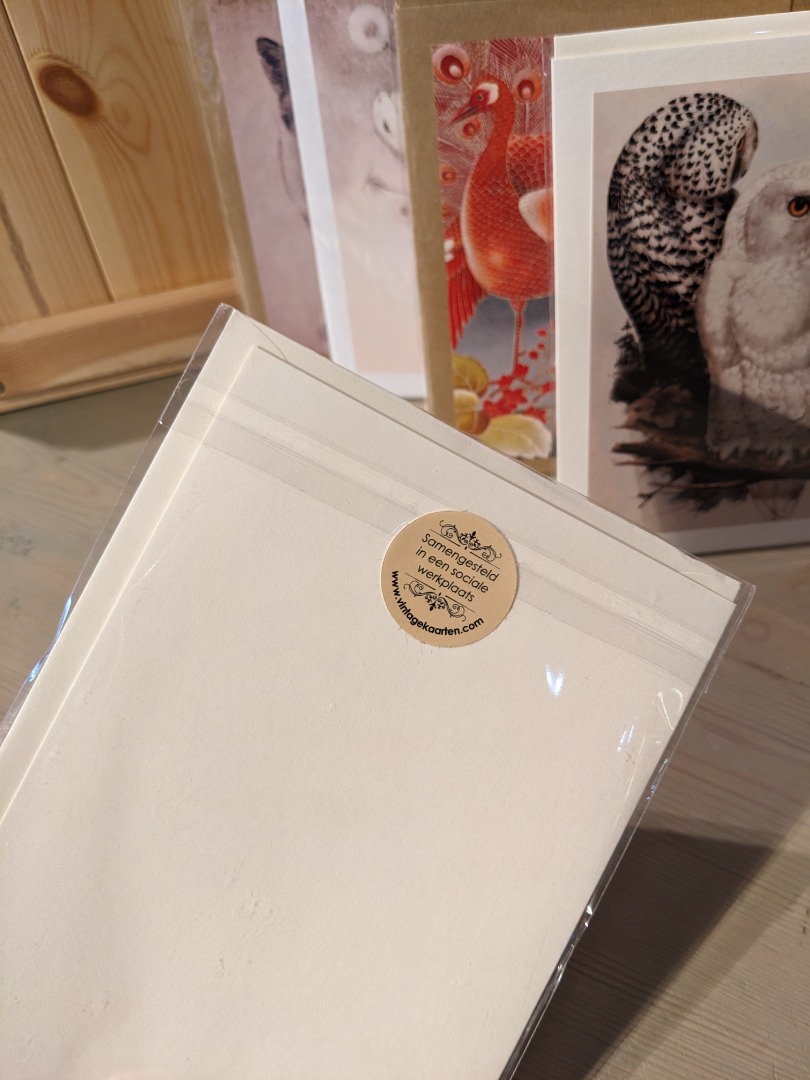 Samengesteld
in een sociale
werkplaats
www.vintagekaarten.com